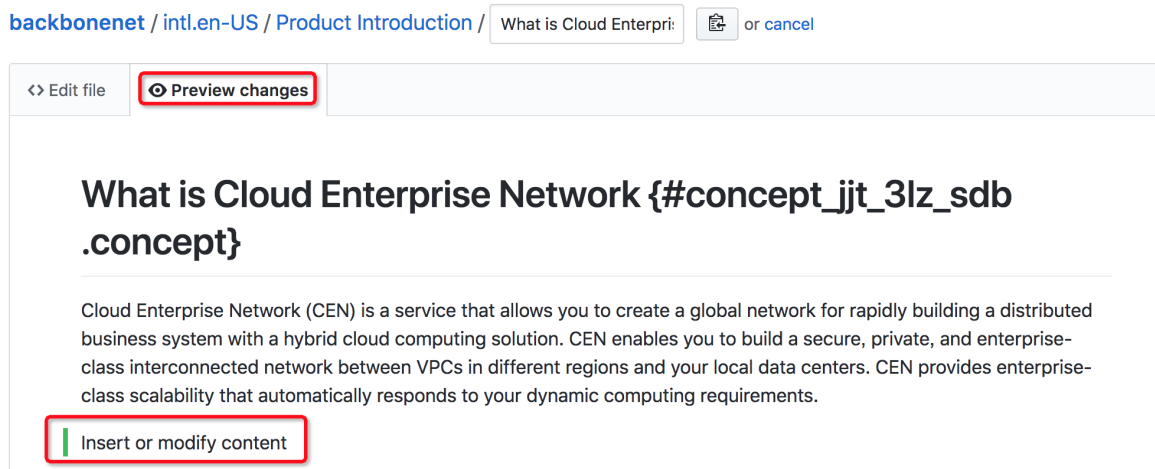 backbonenet / intl.en-US / Product Introduction / What is Cloud Enterpri or cancel
<> Edit file Preview changes
What is Cloud Enterprise Network {#concept_jjt_3lz_sdb
.concept}
Cloud Enterprise Network (CEN) is a service that allows you to create a global network for rapidly building a distributed
business system with a hybrid cloud computing solution. CEN enables you to build a secure, private, and enterprise-
class interconnected network between VPCs in different regions and your local data centers. CEN provides enterprise-
class scalability that automatically responds to your dynamic computing requirements.
Insert or modify content